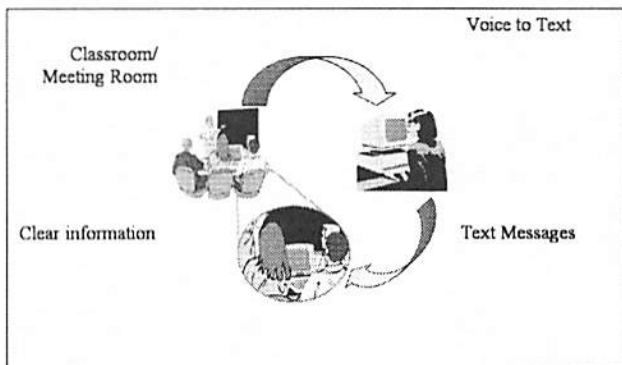 Voice to Text
Classroom/
Meeting Room
Clear information
Text Messages